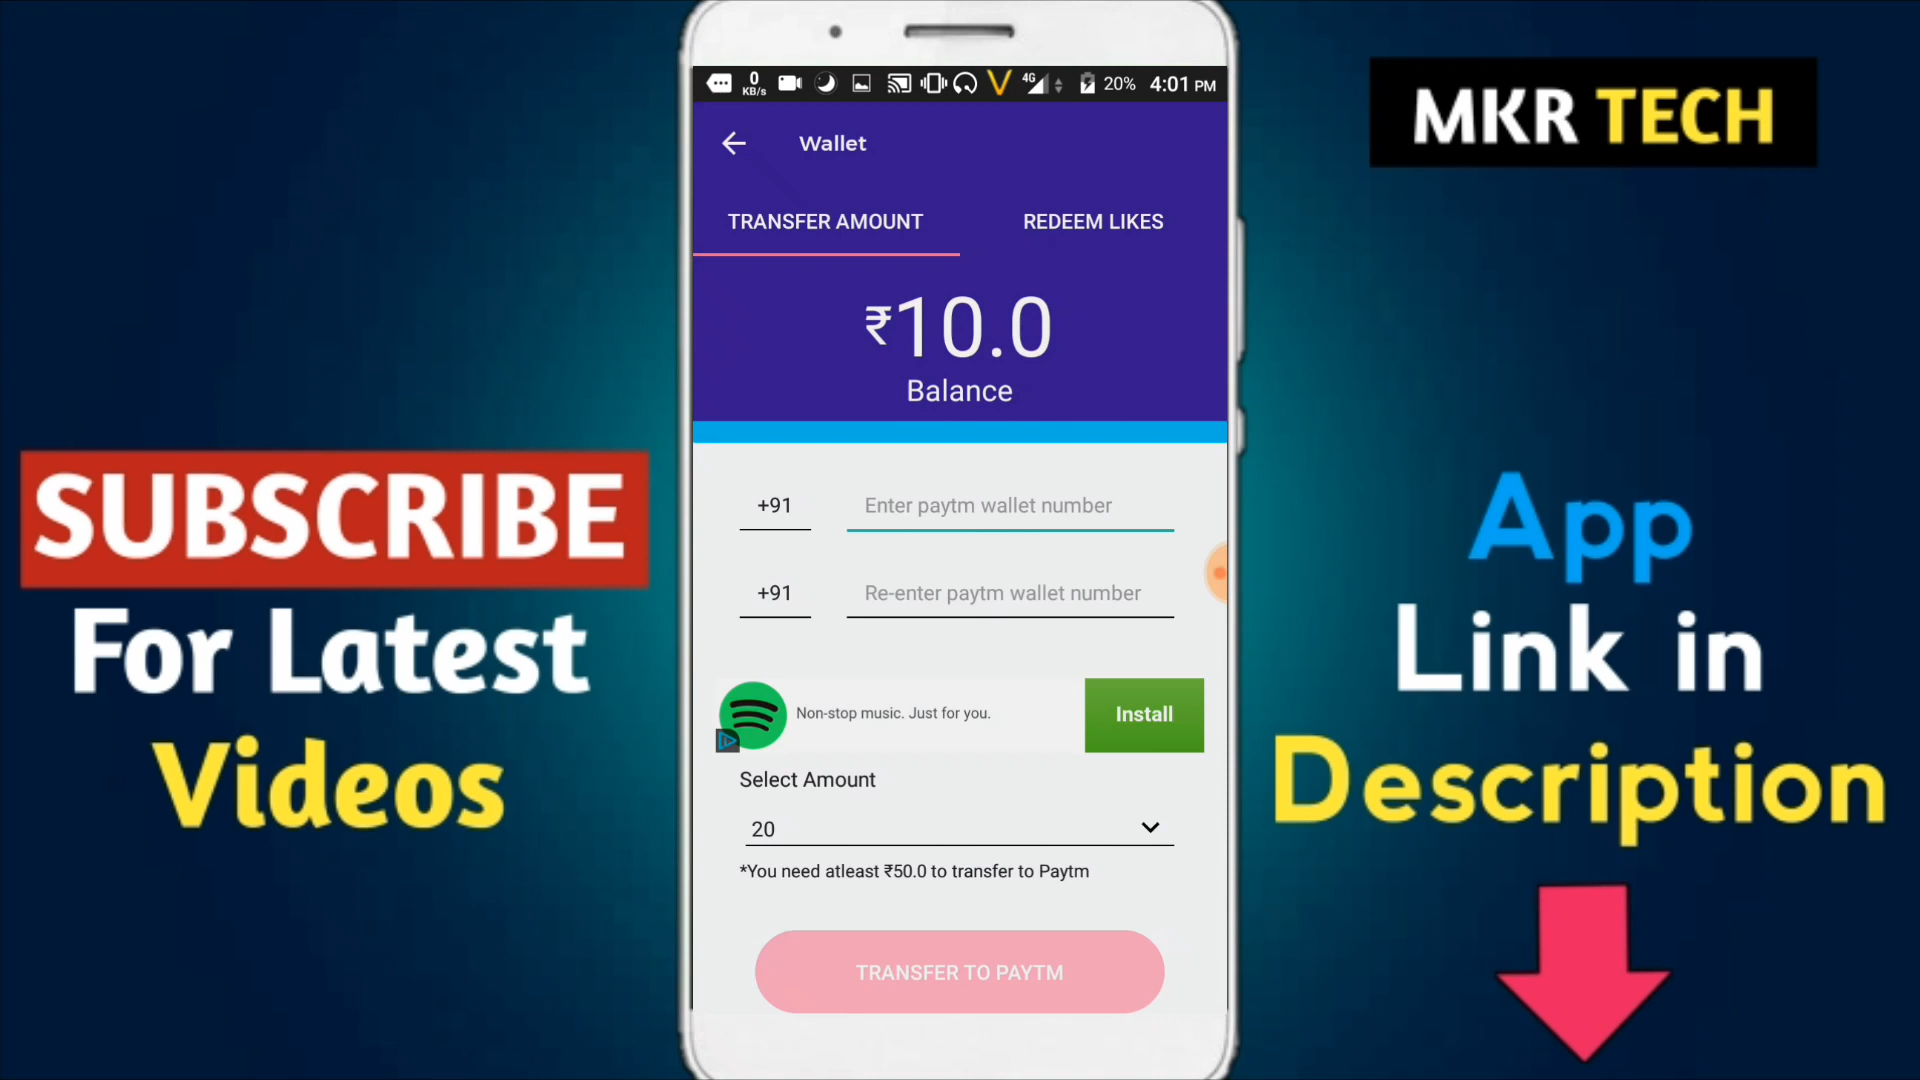 0
KB/s
4G
20%
4:01 PM
Wallet
TRANSFER AMOUNT
REDEEM LIKES
₹10.0
Balance
+91
Enter paytm wallet number
+91
Re-enter paytm wallet number
Non-stop music. Just for you.
Install
Select Amount
20
*You need atleast ₹50.0 to transfer to Paytm
TRANSFER TO PAYTM
SUBSCRIBE
For Latest
Videos
MKR TECH
App
Link in
Description